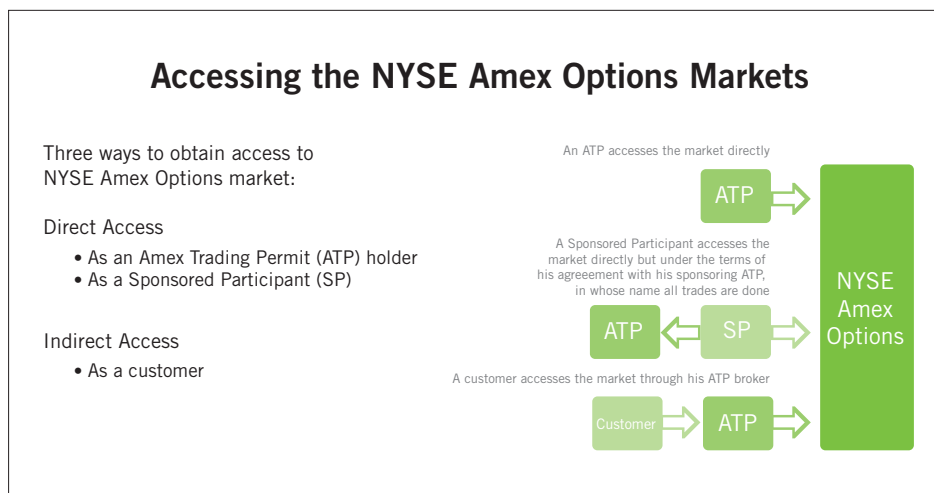 Accessing the NYSE Amex Options Markets
Three ways to obtain access to
NYSE Amex Options market:
Direct Access
• As an Amex Trading Permit (ATP) holder
• As a Sponsored Participant (SP)
Indirect Access
• As a customer
An ATP accesses the market directly
ATP
A Sponsored Participant accesses the
market directly but under the terms of
his agreeement with his sponsoring ATP,
in whose name all trades are done
ATP
SP
A customer accesses the market through his ATP broker
Customer
ATP
NYSE
Amex
Options